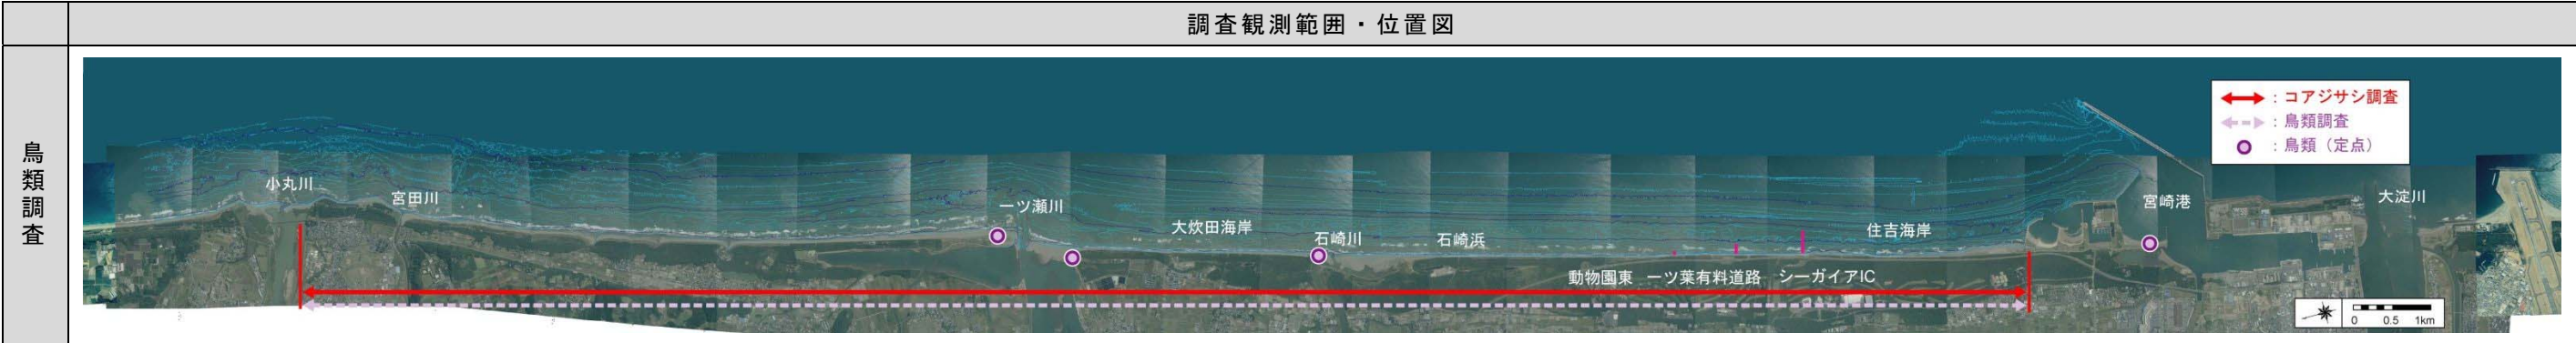 調査観測範囲・位置図
鳥類調査
：コアジサシ調査
：鳥類調査
：鳥類（定点）
小丸川
宮田川
一ツ瀬川
大炊田海岸
石崎川
石崎浜
住吉海岸
宮崎港
大淀川
動物園東 一ツ葉有料道路 シーガイアIC
0 0.5 1km